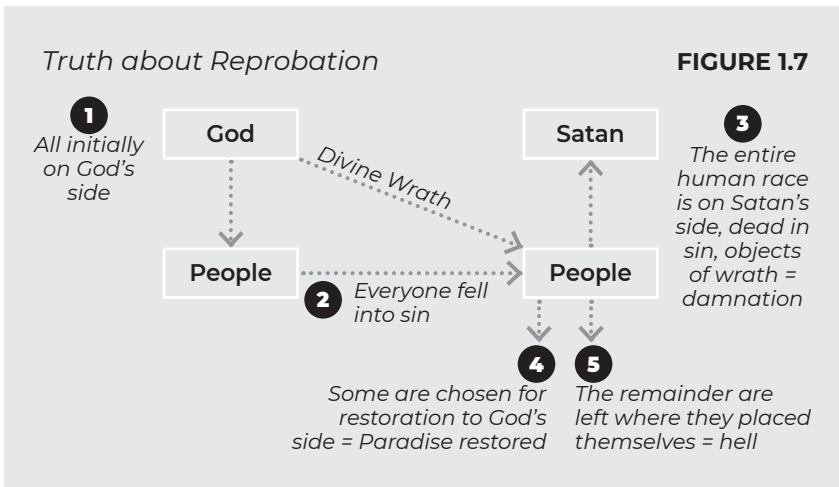 Truth about Reprobation
FIGURE 1.7
1
All initially
on God's
side
God
Divine Wrath
Satan
3
The entire
human race
is on Satan's
side, dead in
sin, objects
of wrath =
damnation
People
2
Everyone fell
into sin
People
4
Some are chosen for
restoration to God's
side = Paradise restored
5
The remainder are
left where they placed
themselves = hell